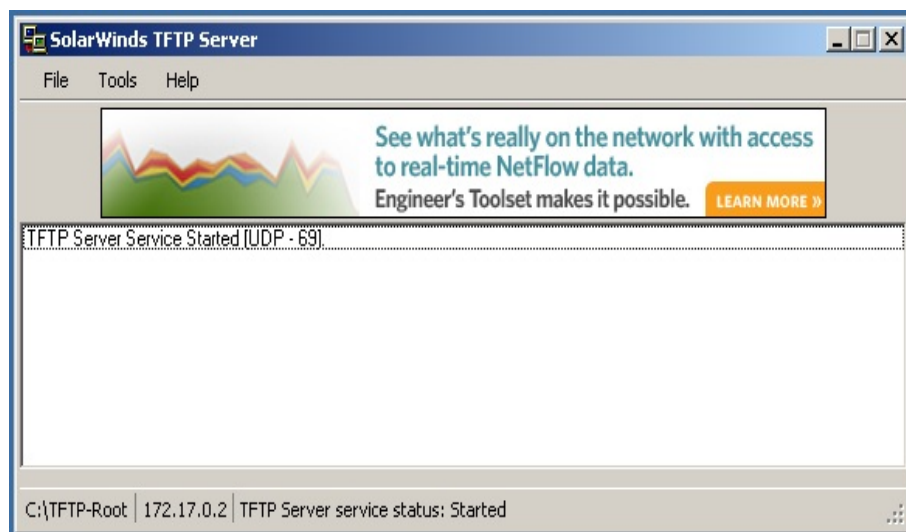 SolarWinds TFTP Server
File Tools Help
See what's really on the network with access
to real-time NetFlow data.
Engineer's Toolset makes it possible. LEARN MORE »
TFTP Server Service Started (UDP - 69).
C:\TFTP-Root 172.17.0.2 TFTP Server service status: Started